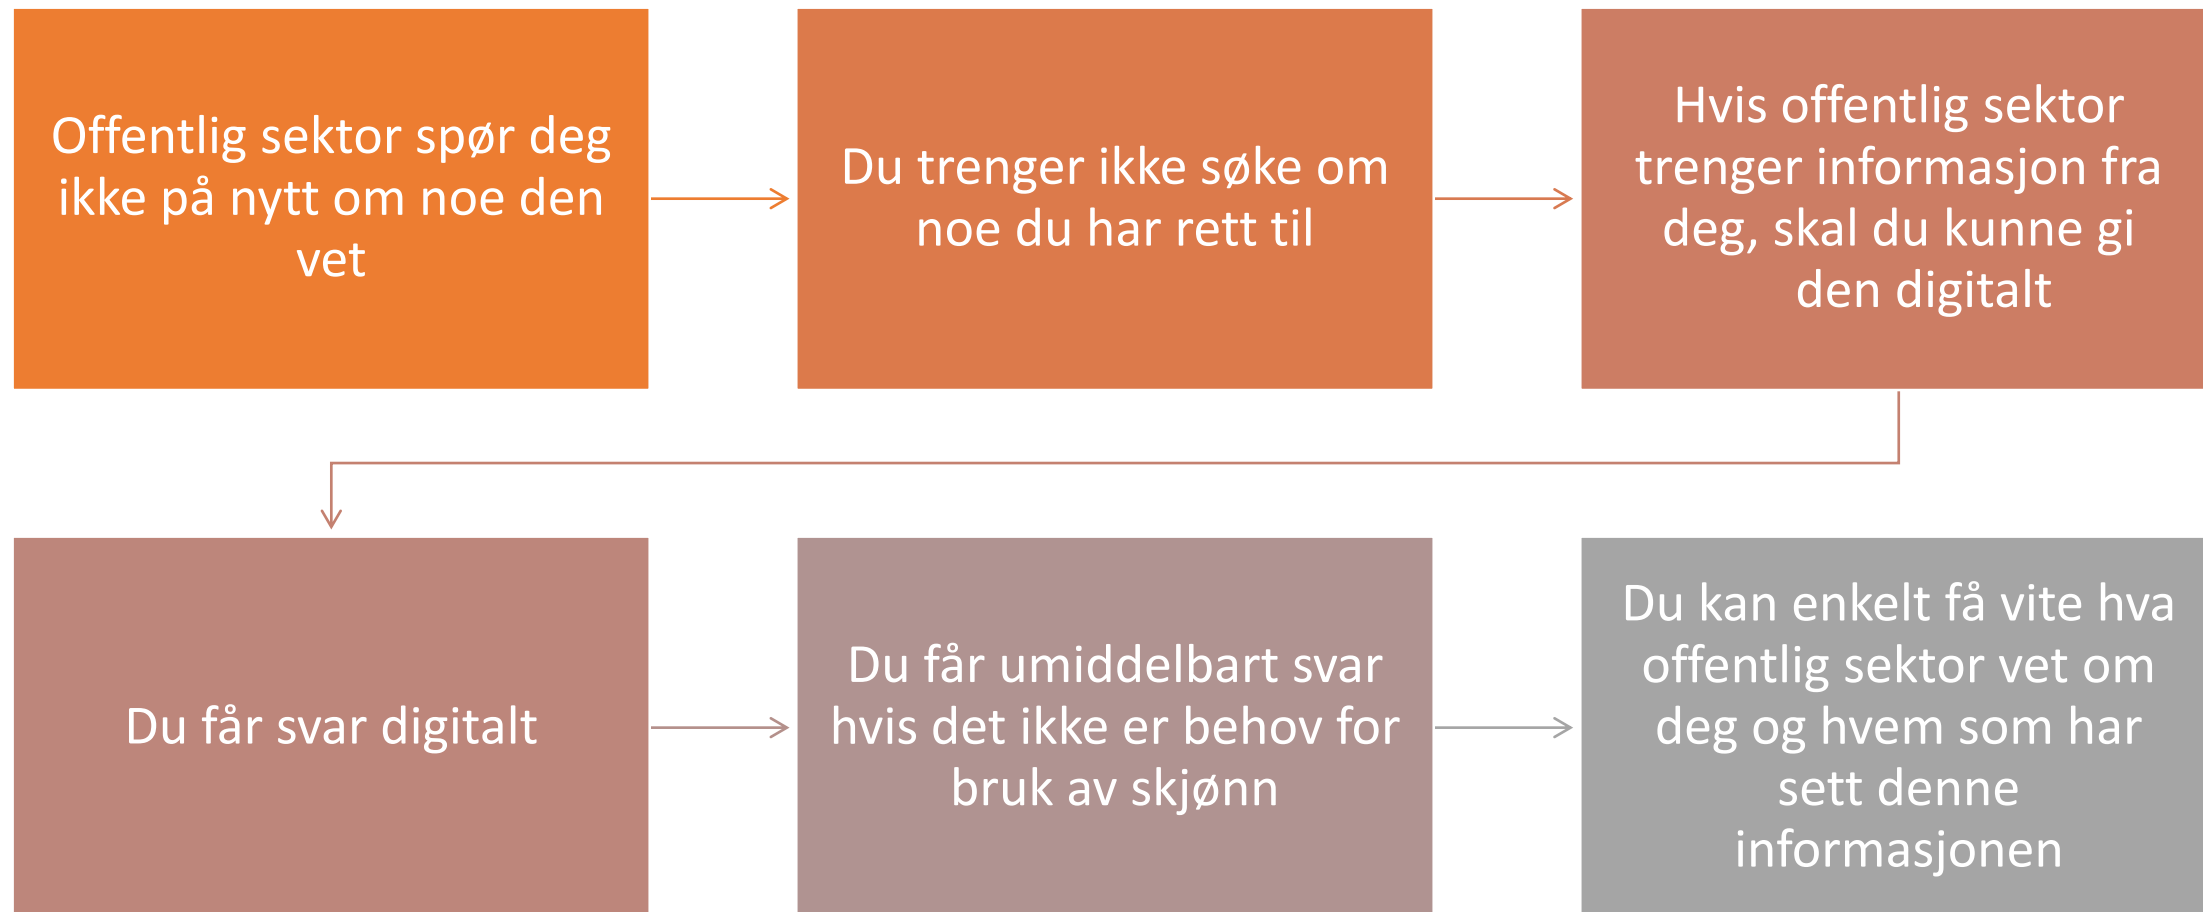 Offentlig sektor spør deg
ikke på nytt om noe den
vet
Du trenger ikke søke om
noe du har rett til
Hvis offentlig sektor
trenger informasjon fra
deg, skal du kunne gi
den digitalt
Du får svar digitalt
Du får umiddelbart svar
hvis det ikke er behov for
bruk av skjønn
Du kan enkelt få vite hva
offentlig sektor vet om
deg og hvem som har
sett denne
informasjonen